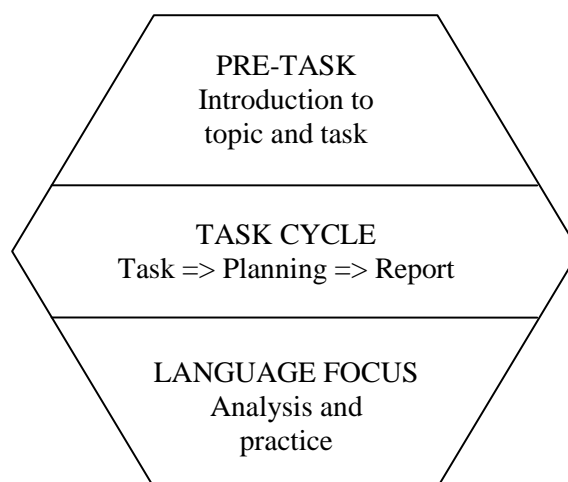 PRE-TASK
Introduction to
topic and task
TASK CYCLE
Task => Planning => Report
LANGUAGE FOCUS
Analysis and
practice